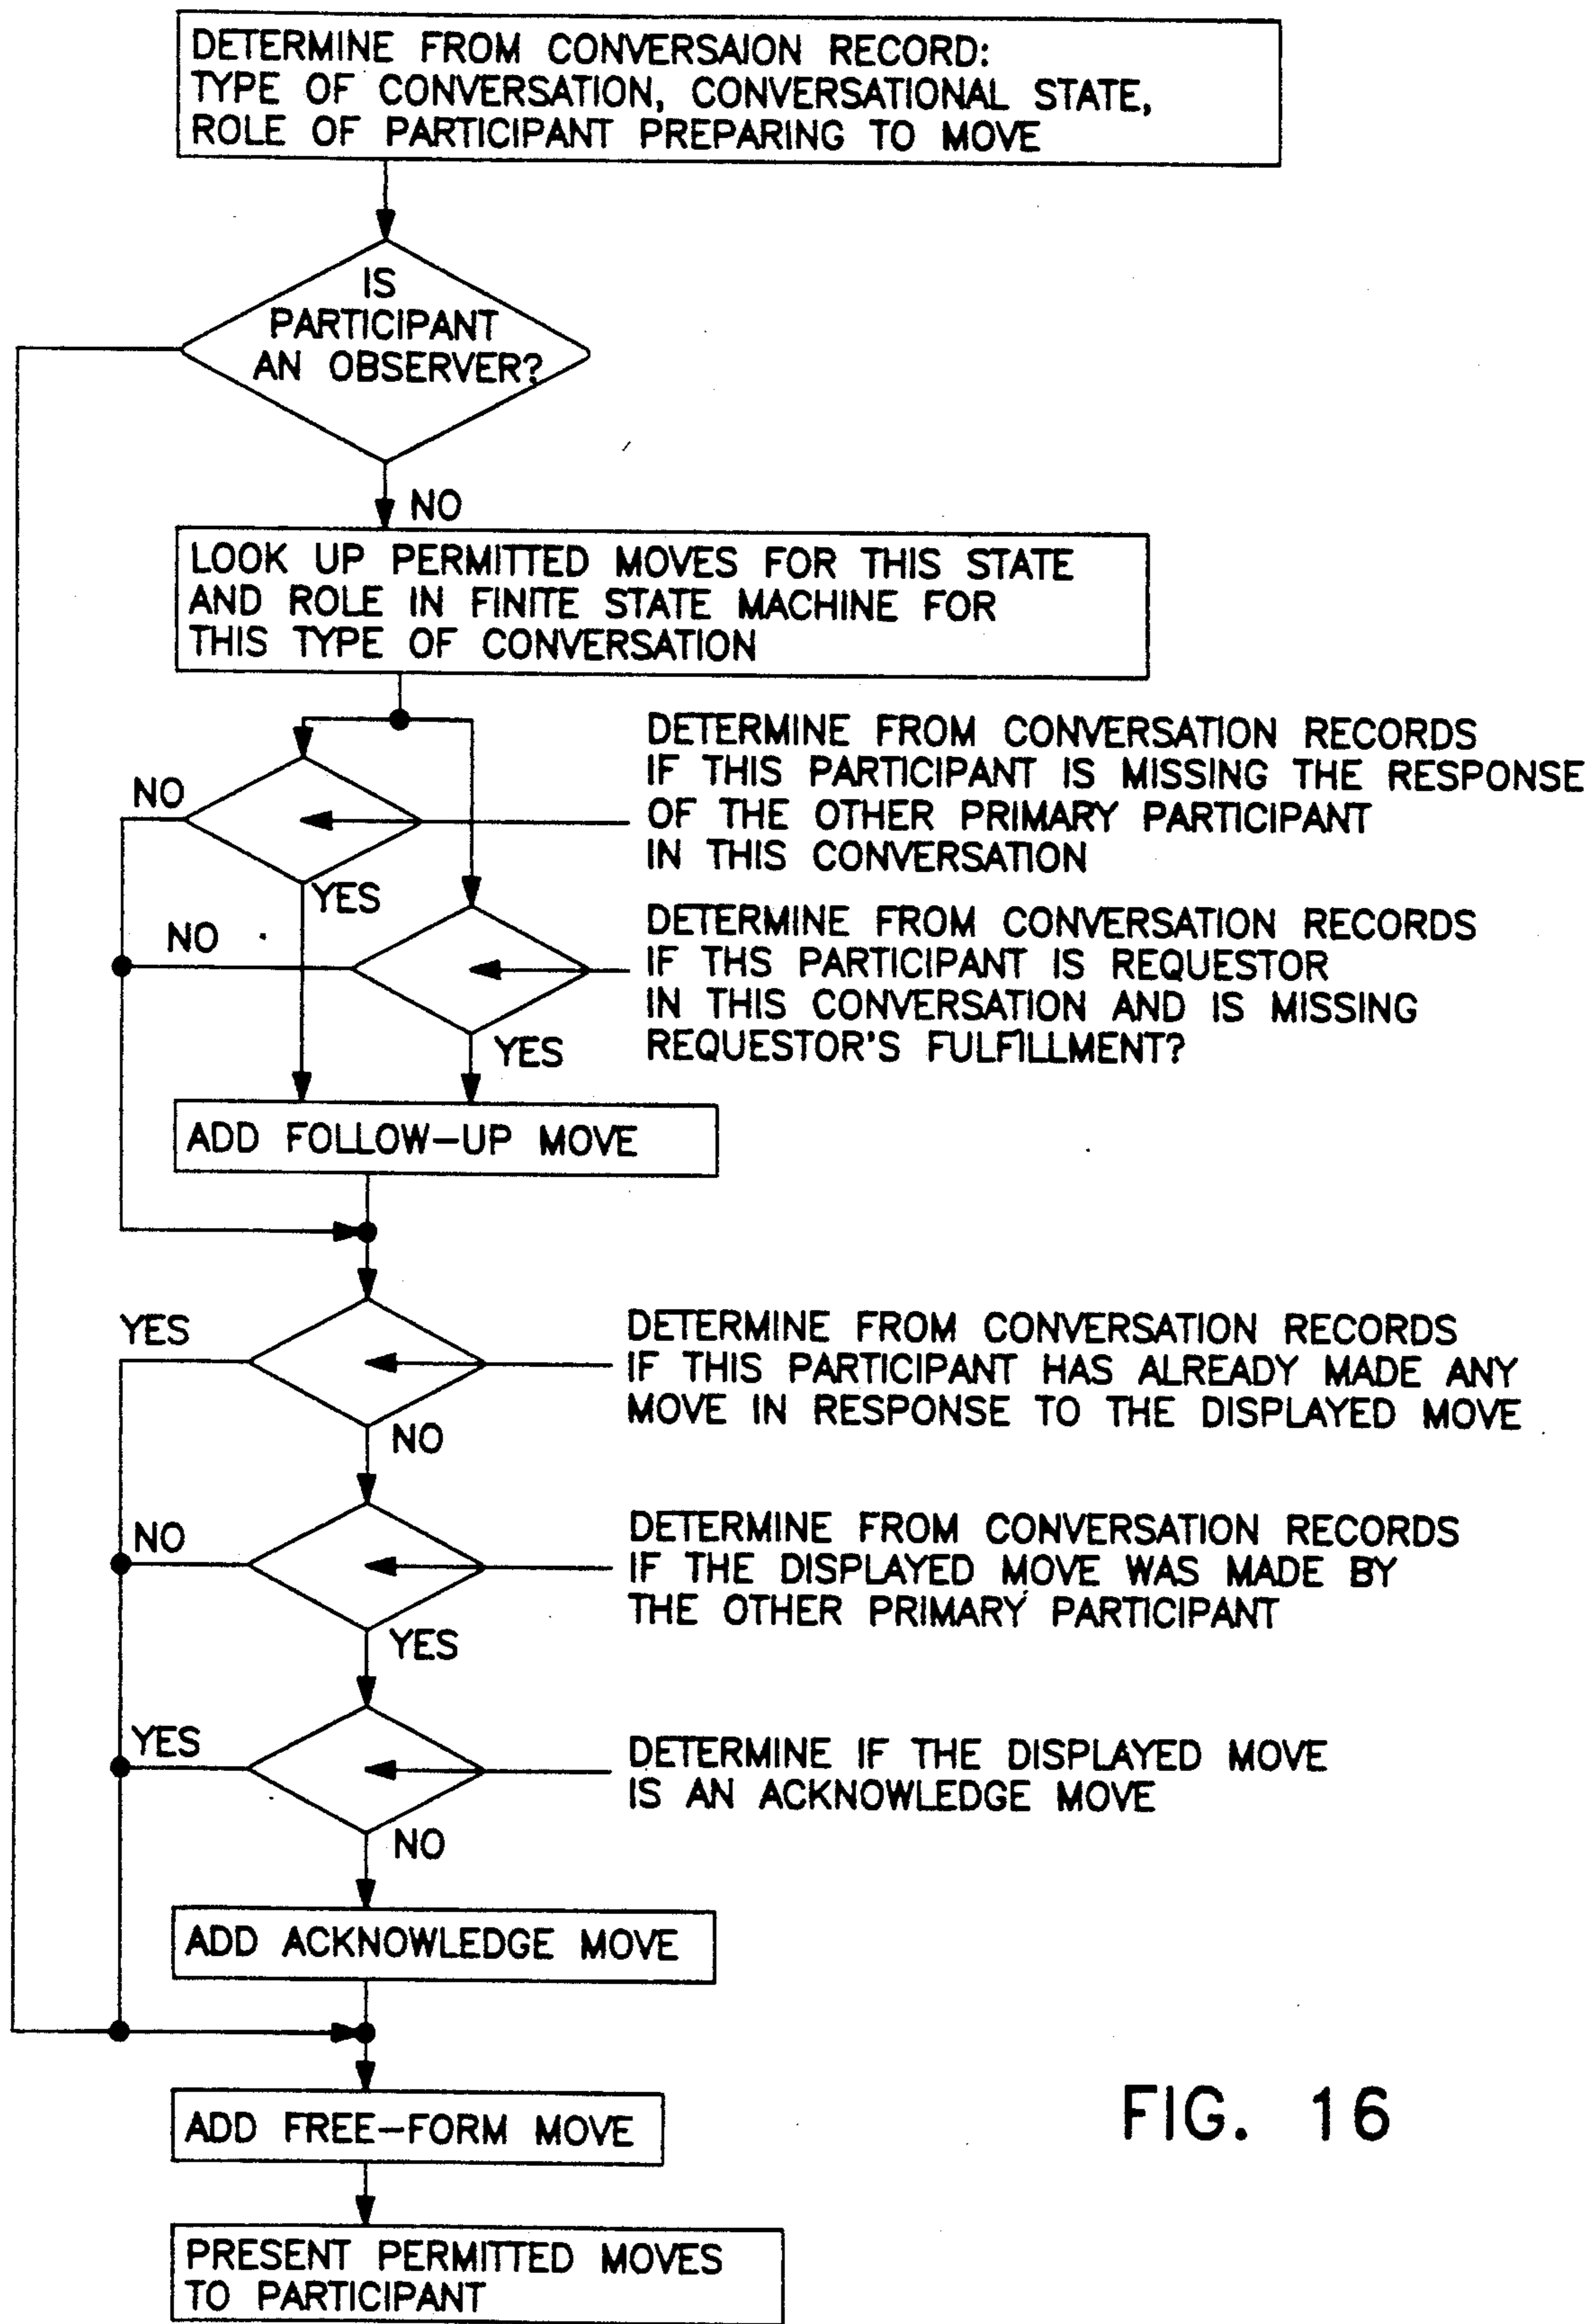 DETERMINE FROM CONVERSAION RECORD:
TYPE OF CONVERSATION, CONVERSATIONAL STATE,
ROLE OF PARTICIPANT PREPARING TO MOVE
IS
PARTICIPANT
AN OBSERVER?
NO
LOOK UP PERMITTED MOVES FOR THIS STATE
AND ROLE IN FINITE STATE MACHINE FOR
THIS TYPE OF CONVERSATION
DETERMINE FROM CONVERSATION RECORDS
IF THIS PARTICIPANT IS MISSING THE RESPONSE
OF THE OTHER PRIMARY PARTICIPANT
IN THIS CONVERSATION
NO
YES
DETERMINE FROM CONVERSATION RECORDS
IF THS PARTICIPANT IS REQUESTOR
IN THIS CONVERSATION AND IS MISSING
REQUESTOR'S FULFILLMENT?
NO
YES
ADD FOLLOW-UP MOVE
YES
DETERMINE FROM CONVERSATION RECORDS
IF THIS PARTICIPANT HAS ALREADY MADE ANY
MOVE IN RESPONSE TO THE DISPLAYED MOVE
NO
NO
DETERMINE FROM CONVERSATION RECORDS
IF THE DISPLAYED MOVE WAS MADE BY
THE OTHER PRIMARY PARTICIPANT
YES
YES
DETERMINE IF THE DISPLAYED MOVE
IS AN ACKNOWLEDGE MOVE
NO
ADD ACKNOWLEDGE MOVE
ADD FREE-FORM MOVE
FIG. 16
PRESENT PERMITTED MOVES
TO PARTICIPANT